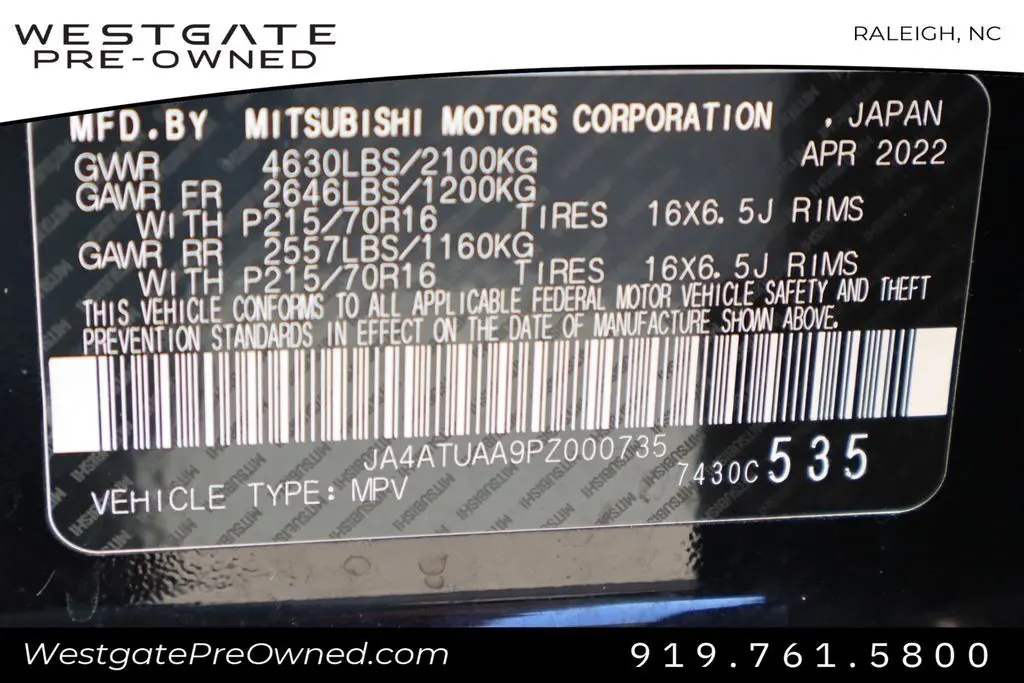 WESTGATE
PRE-OWNED
RALEIGH, NC
MFD.BY MITSUBISHI MOTORS CORPORATION , JAPAN
GWWR 4630LBS/2100KG APR 2022
GAWR FR 2646LBS/1200KG
WITH P215/70R16 TIRES 16X6.5J RIMS
GAWR RR 2557LBS/1160KG
WITH P215/70R16 TIRES 16X6.5J RIMS
THIS VEHICLE CONFORMS TO ALL APPLICABLE FEDERAL MOTOR VEHICLE SAFETY AND THEFT
PREVENTION STANDARDS IN EFFECT ON THE DATE OF MANUFACTURE SHOWN ABOVE.
JA4ATUAA9PZ000735
7430C 535
VEHICLE TYPE: MPV
WestgatePreOwned.com
919.761.5800